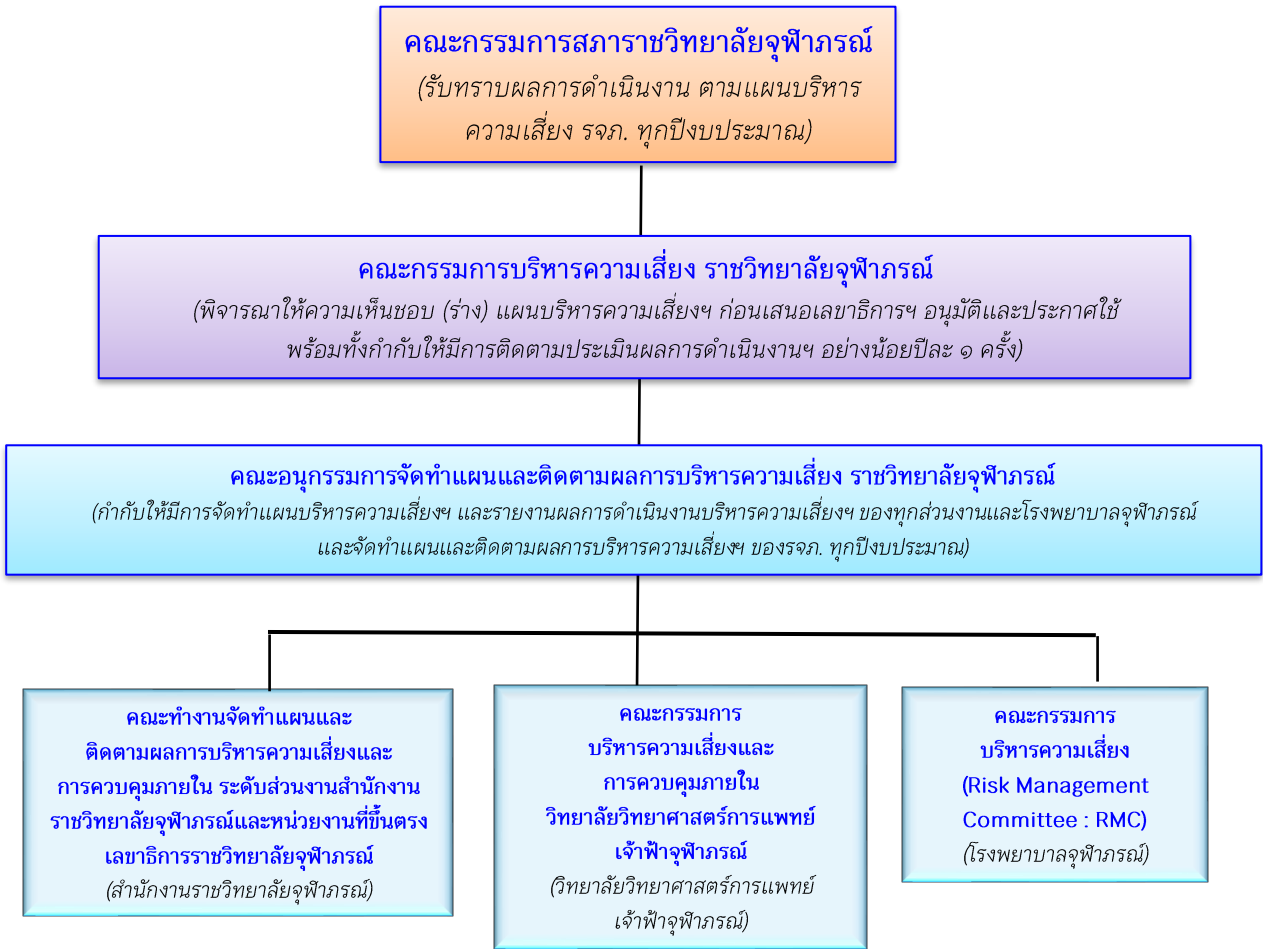 คณะกรรมการสภาราชวิทยาลัยจุฬาภรณ์
(รับทราบผลการดำเนินงาน ตามแผนบริหาร
ความเสี่ยง รจภ. ทุกปีงบประมาณ)
คณะกรรมการบริหารความเสี่ยง ราชวิทยาลัยจุฬาภรณ์
(พิจารณาให้ความเห็นชอบ (ร่าง) แผนบริหารความเสี่ยงฯ ก่อนเสนอเลขาธิการฯ อนุมัติและประกาศใช้
พร้อมทั้งกำกับให้มีการติดตามประเมินผลการดำเนินงานฯ อย่างน้อยปีละ ๑ ครั้ง)
คณะอนุกรรมการจัดทำแผนและติดตามผลการบริหารความเสี่ยง ราชวิทยาลัยจุฬาภรณ์
(กำกับให้มีการจัดทำแผนบริหารความเสี่ยงฯ และรายงานผลการดำเนินงานบริหารความเสี่ยงฯ ของทุกส่วนงานและโรงพยาบาลจุฬาภรณ์
และจัดทำแผนและติดตามผลการบริหารความเสี่ยงฯ ของรจภ. ทุกปีงบประมาณ)
คณะทำงานจัดทำแผนและ
ติดตามผลการบริหารความเสี่ยงและ
การควบคุมภายใน ระดับส่วนงานสำนักงาน
ราชวิทยาลัยจุฬาภรณ์และหน่วยงานที่ขึ้นตรง
เลขาธิการราชวิทยาลัยจุฬาภรณ์
(สำนักงานราชวิทยาลัยจุฬาภรณ์)
คณะกรรมการ
บริหารความเสี่ยงและ
การควบคุมภายใน
วิทยาลัยวิทยาศาสตร์การแพทย์
เจ้าฟ้าจุฬาภรณ์
(วิทยาลัยวิทยาศาสตร์การแพทย์
เจ้าฟ้าจุฬาภรณ์)
คณะกรรมการ
บริหารความเสี่ยง
(Risk Management
Committee : RMC)
(โรงพยาบาลจุฬาภรณ์)